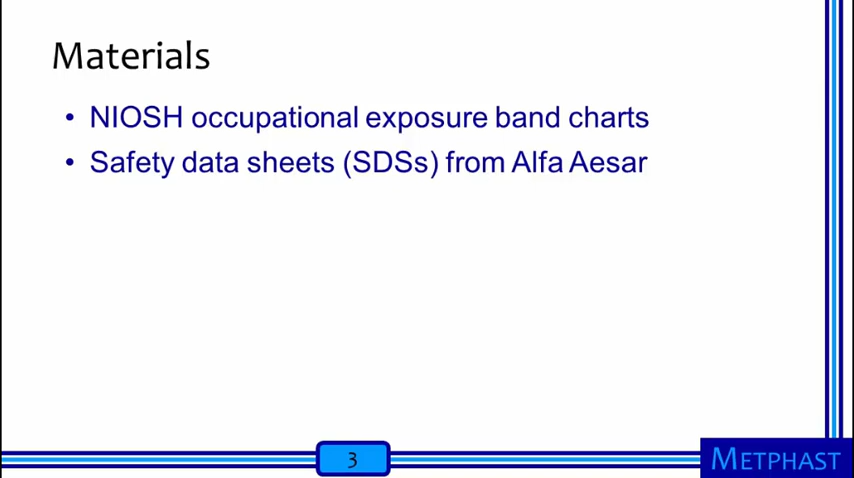 Materials
• NIOSH occupational exposure band charts
• Safety data sheets (SDSs) from Alfa Aesar
3
METPHAST